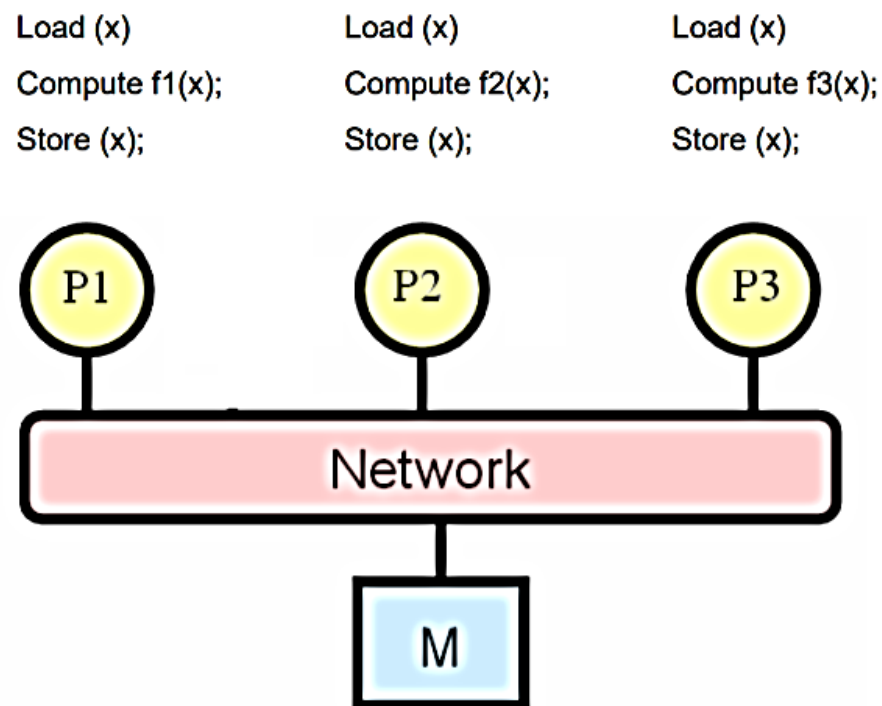 Load (x)
Compute f1(x);
Store (x);
Load (x)
Compute f2(x);
Store (x);
Load (x)
Compute f3(x);
Store (x);
P1
P2
P3
Network
M